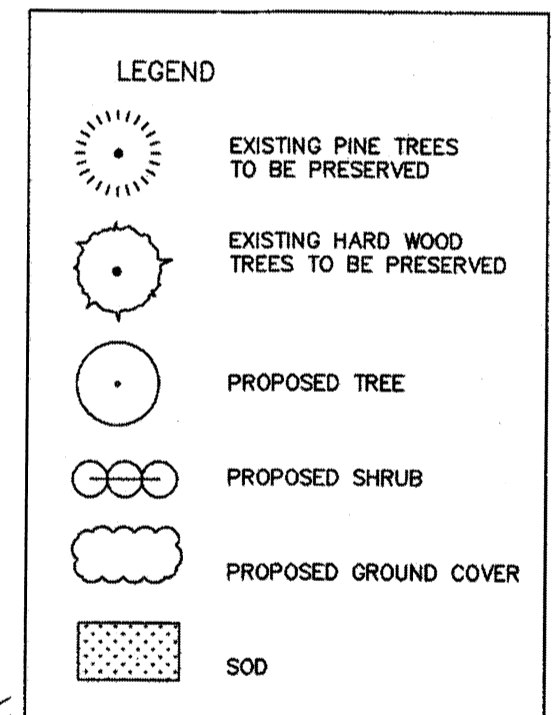 LEGEND
EXISTING PINE TREES
TO BE PRESERVED
EXISTING HARD WOOD
TREES TO BE PRESERVED
PROPOSED TREE
PROPOSED SHRUB
PROPOSED GROUND COVER
SOD